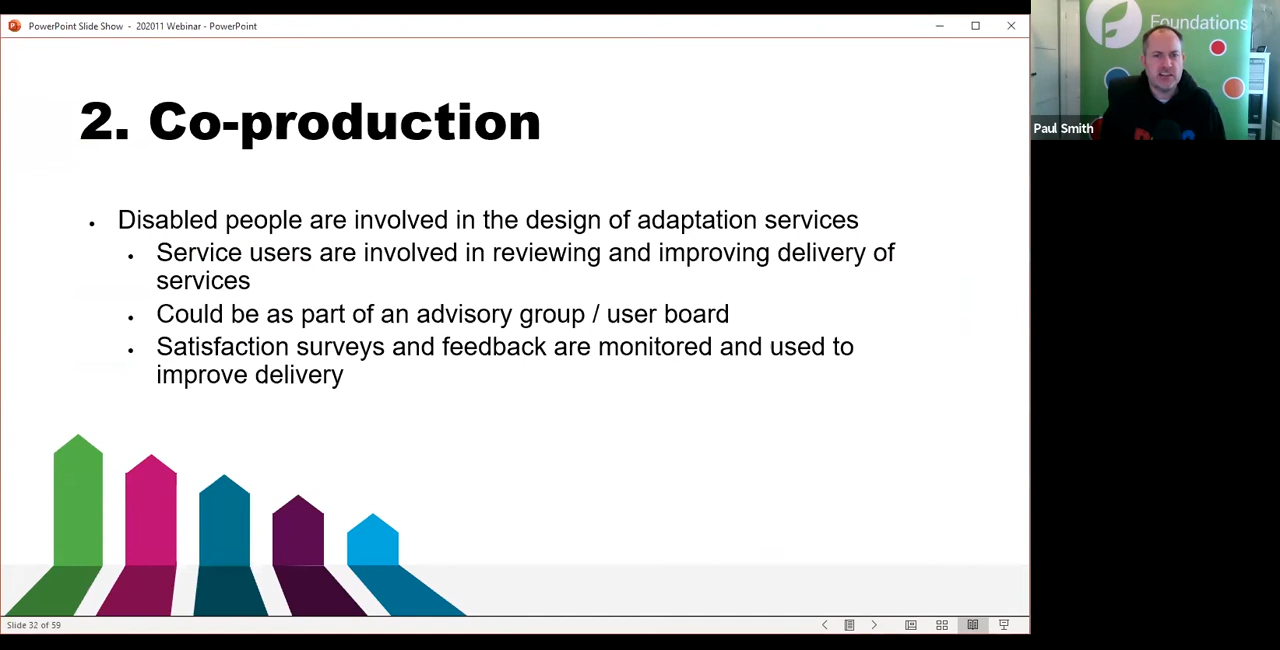 PowerPoint Slide Show - 202011 Webinar - PowerPoint
Foundations
Paul Smith
2. Co-production
• Disabled people are involved in the design of adaptation services
• Service users are involved in reviewing and improving delivery of
services
• Could be as part of an advisory group / user board
• Satisfaction surveys and feedback are monitored and used to
improve delivery
Slide 32 of 59